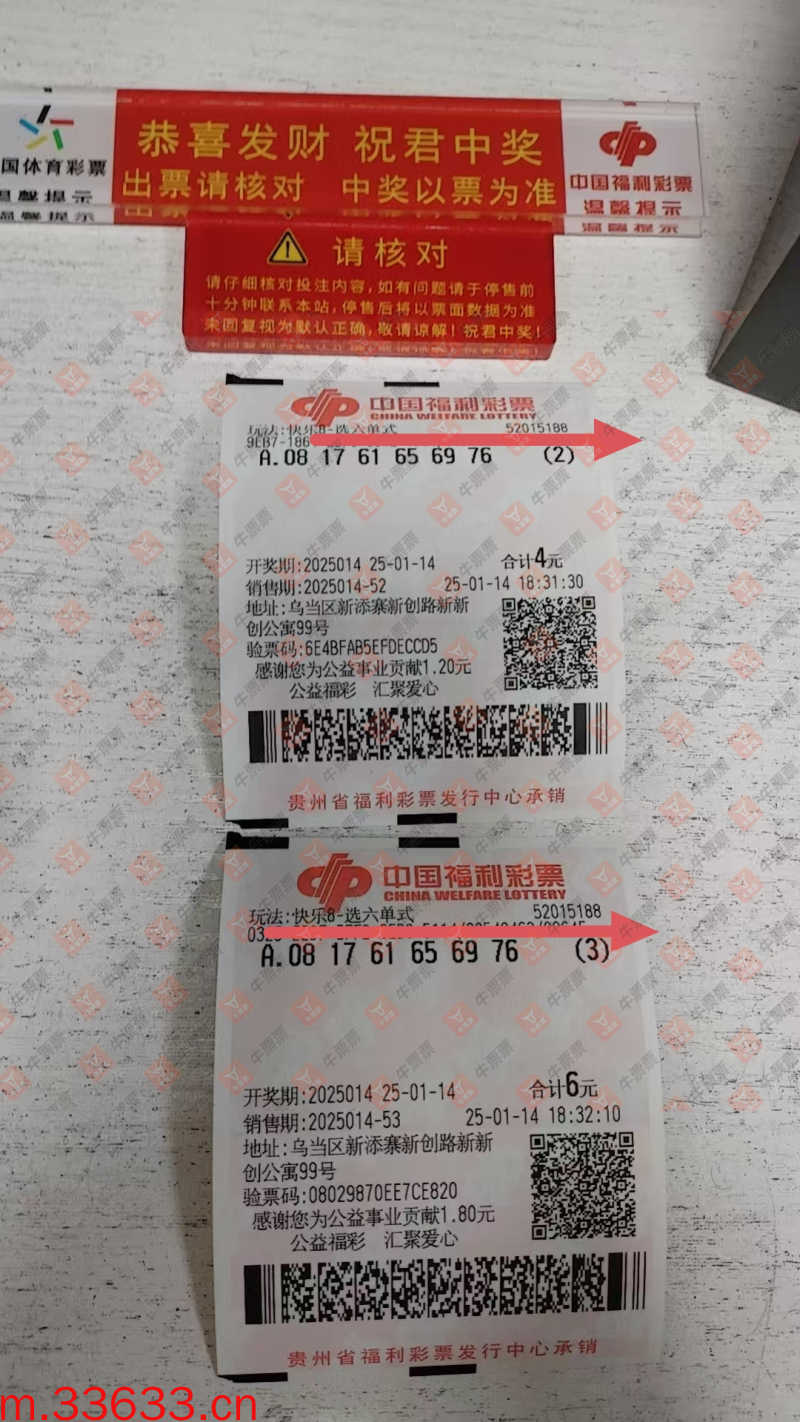 国体育彩票
温馨提示
恭喜发财 祝君中奖
出票请核对 中奖以票为准
中国福利彩票
温馨提示
请核对
请仔细核对投注内容,如有问题请于停售前
十分钟联系本站,停售后将以票面数据为准
未回复视为默认正确,敬请谅解!祝君中奖!
中国福利彩票
CHINA WELFARE LOTTERY
玩法:快乐8-选六单式 52015188
9EB7-186
A.08 17 61 65 69 76 (2)
开奖期:2025014 25-01-14 合计4元
销售期:2025014-52 25-01-14 18:31:30
地址:乌当区新添寨新创路新新
创公寓99号
验票码:6E4BFAB5EFDECCD5
感谢您为公益事业贡献1.20元
公益福彩 汇聚爱心
贵州省福利彩票发行中心承销
中国福利彩票
CHINA WELFARE LOTTERY
玩法:快乐8-选六单式 52015188
A.08 17 61 65 69 76 (3)
开奖期:2025014 25-01-14 合计6元
销售期:2025014-53 25-01-14 18:32:10
地址:乌当区新添寨新创路新新
创公寓99号
验票码:08029870EE7CE820
感谢您为公益事业贡献1.80元
公益福彩 汇聚爱心
贵州省福利彩票发行中心承销
牛票票
m.33633.cn